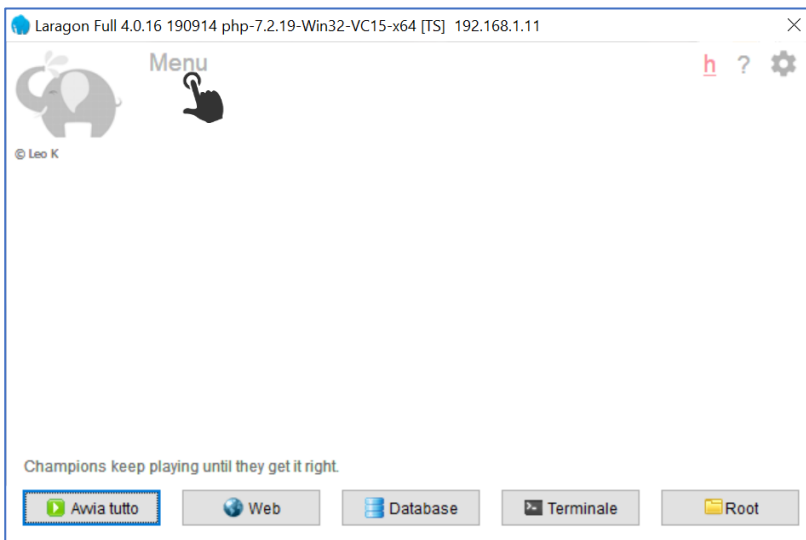 Laragon Full 4.0.16 190914 php-7.2.19-Win32-VC15-x64 [TS] 192.168.1.11
Menu
h ?
© Leo K
Champions keep playing until they get it right.
Avvia tutto Web Database Terminale Root